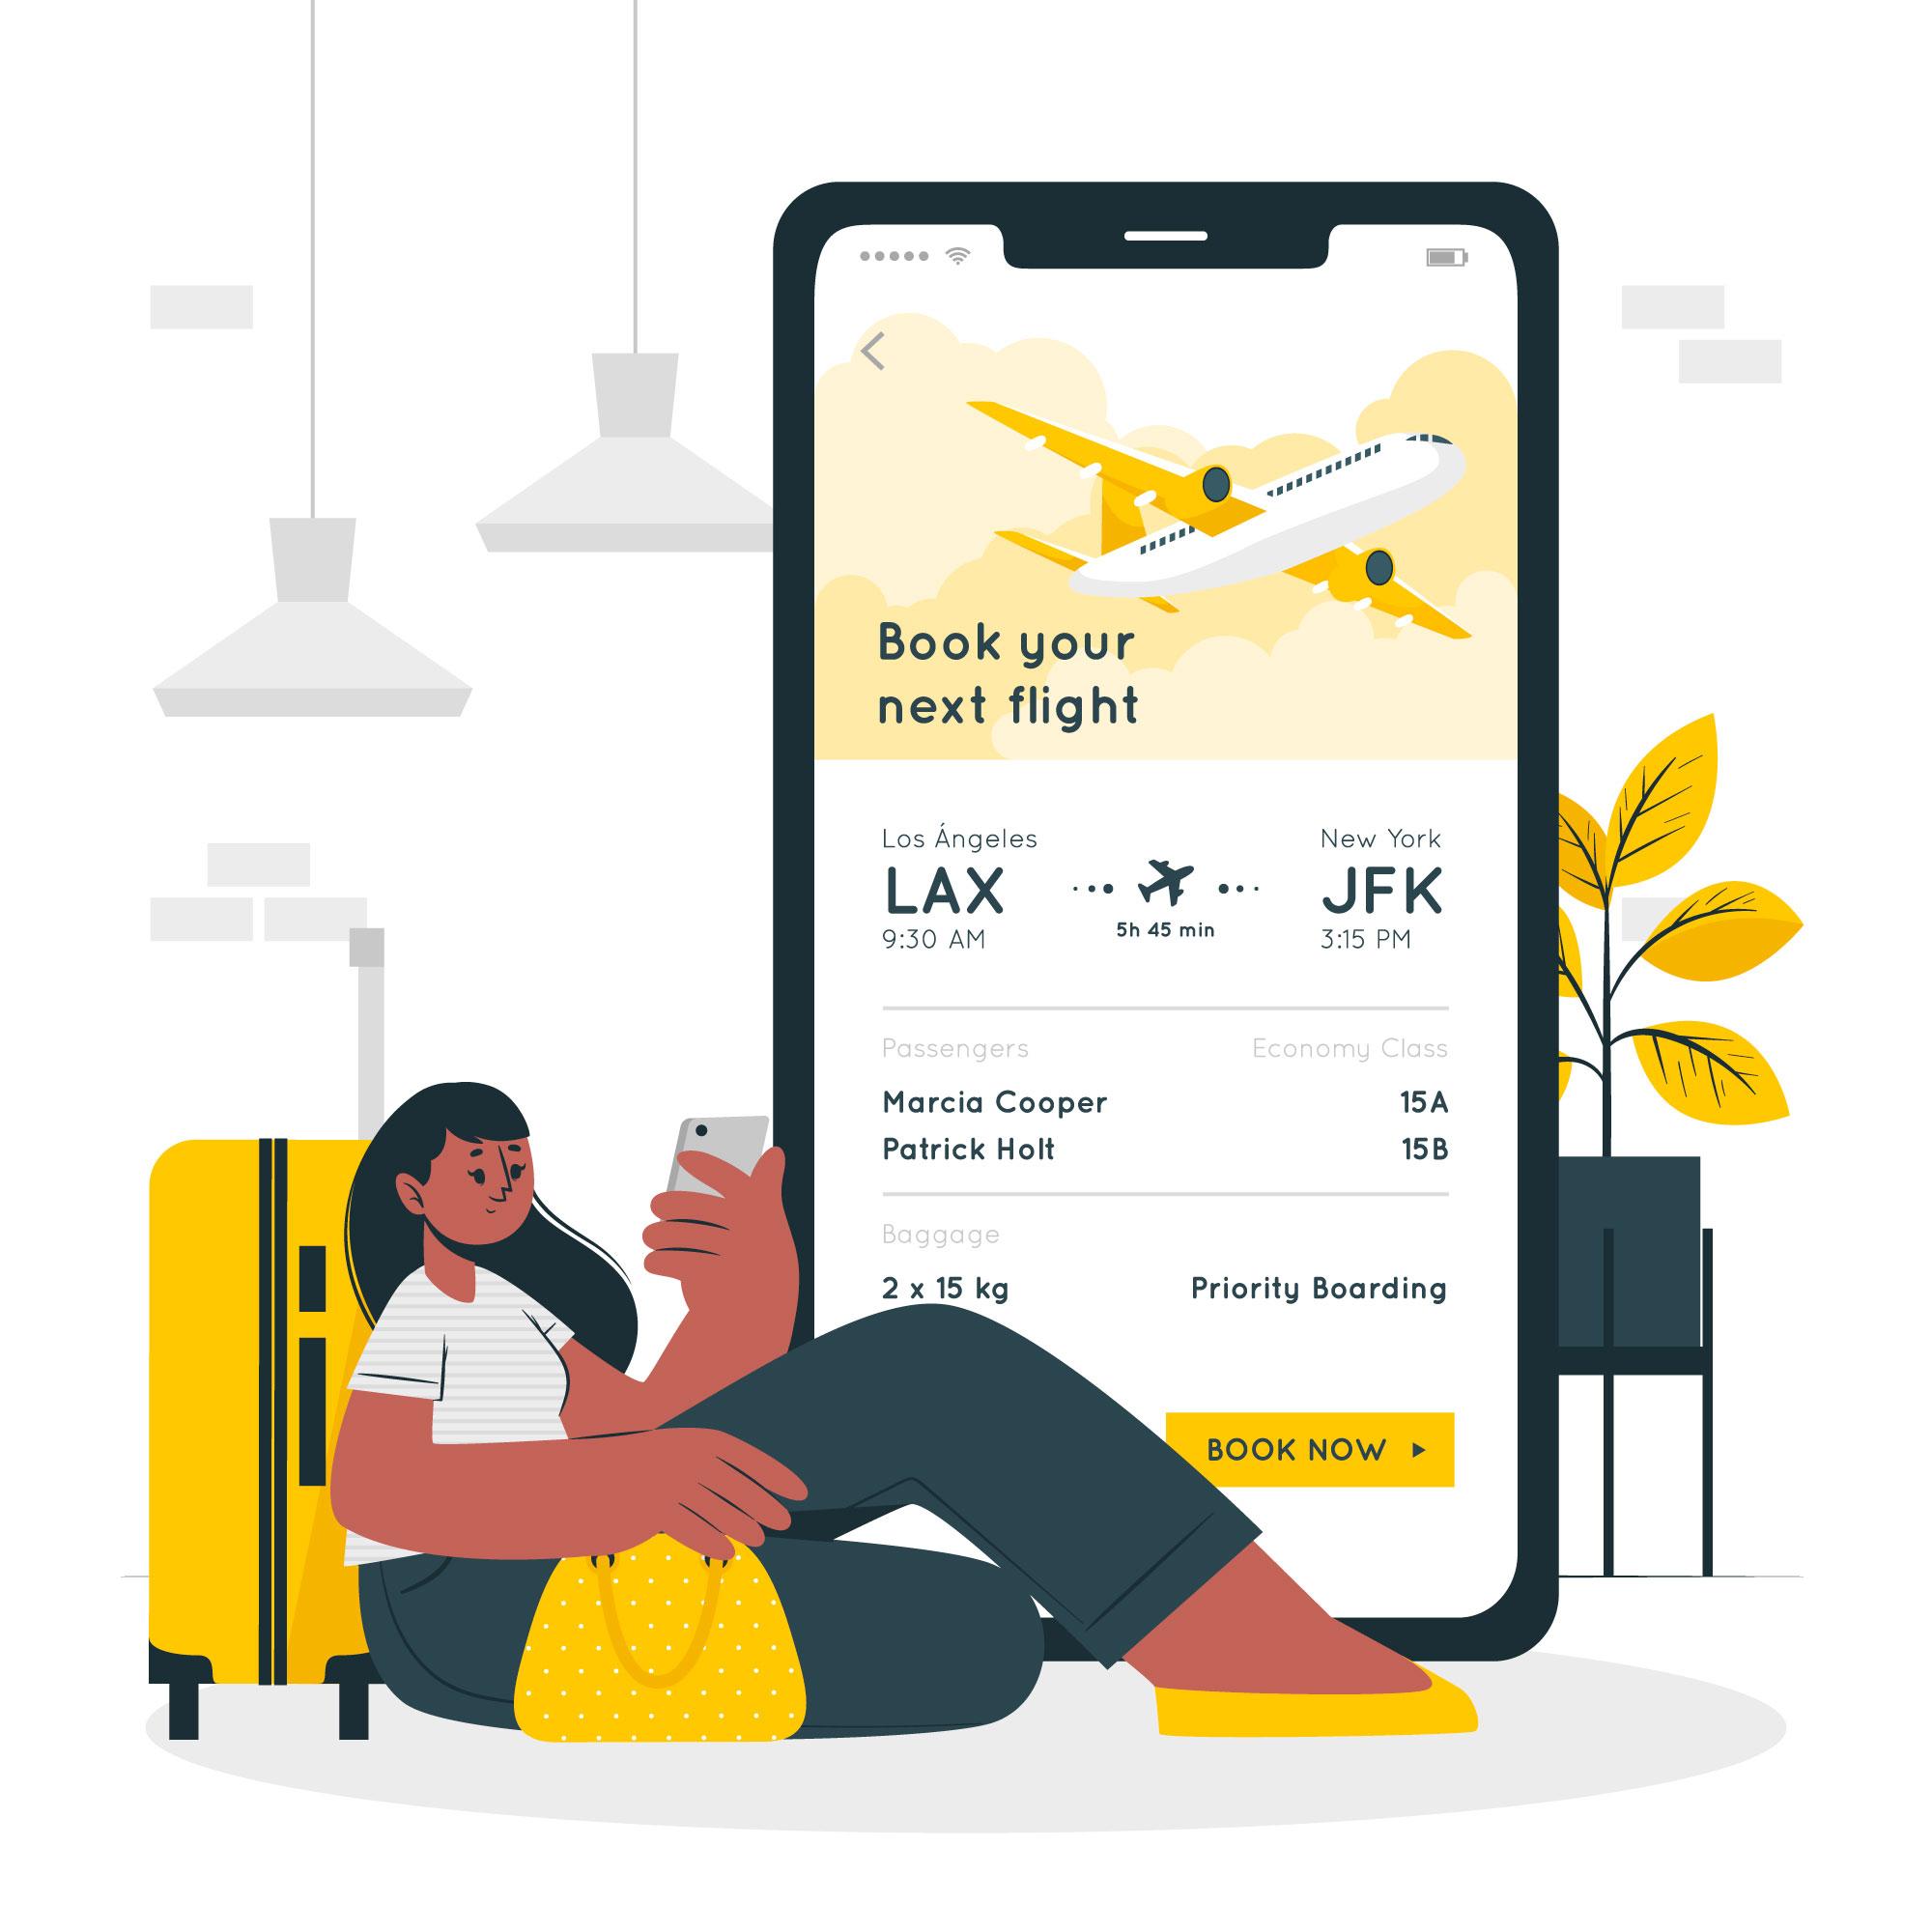 Book your
next flight
Los Ángeles
New York
LAX
JFK
9:30 AM
5h 45 min
3:15 PM
Passengers
Economy Class
Marcia Cooper
15A
Patrick Holt
15B
Baggage
2 x 15 kg
Priority Boarding
BOOK NOW